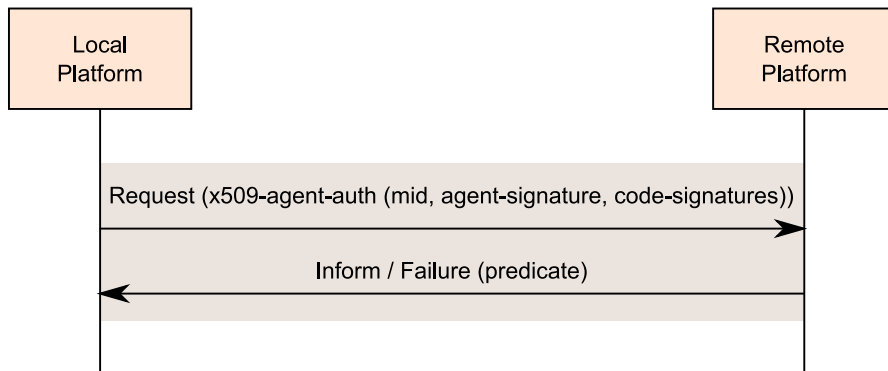 Local
Platform
Remote
Platform
Request (x509-agent-auth (mid, agent-signature, code-signatures))
Inform / Failure (predicate)